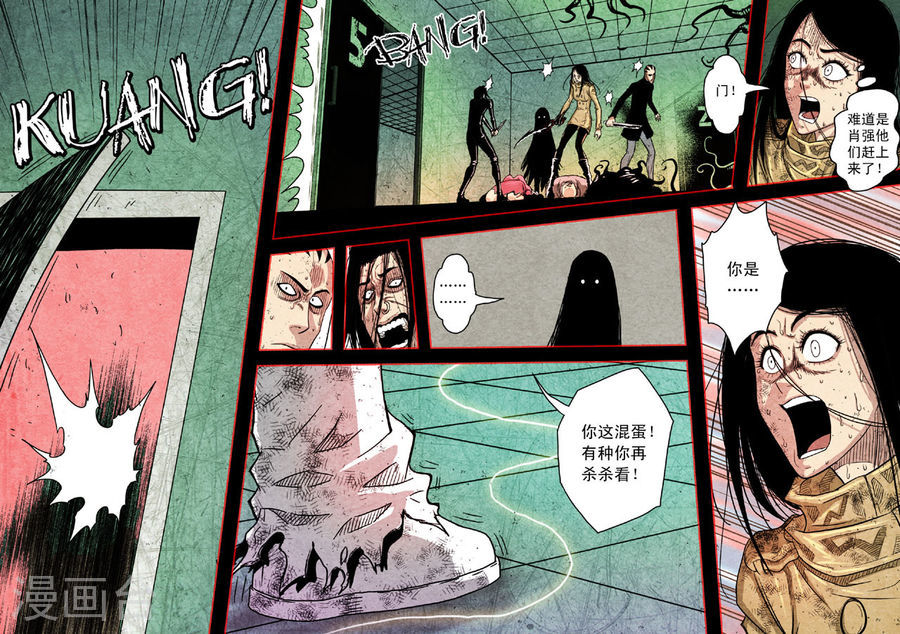 KUANG!
5
BANG!
2
门！
难道是
肖强他
们赶上
来了！
……
……
你是
……
你这混蛋！
有种你再
杀杀看！
漫画台